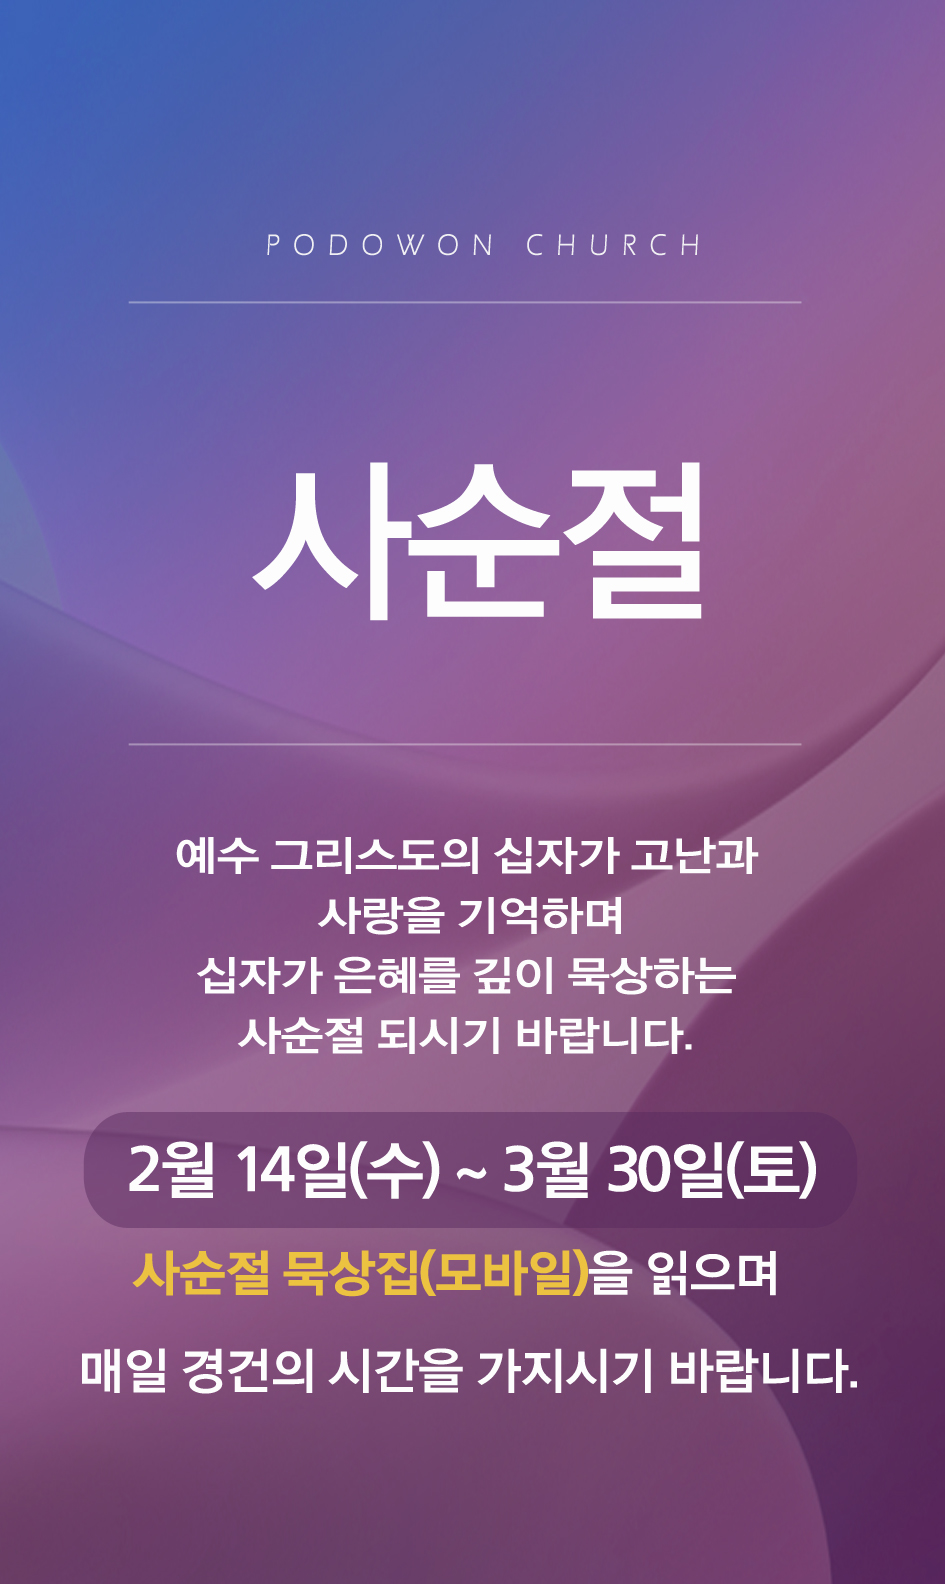 PODOWON CHURCH
사순절
예수 그리스도의 십자가 고난과
사랑을 기억하며
십자가 은혜를 깊이 묵상하는
사순절 되시기 바랍니다.
2월 14일(수) ~ 3월 30일(토)
사순절 묵상집(모바일)을 읽으며
매일 경건의 시간을 가지시기 바랍니다.